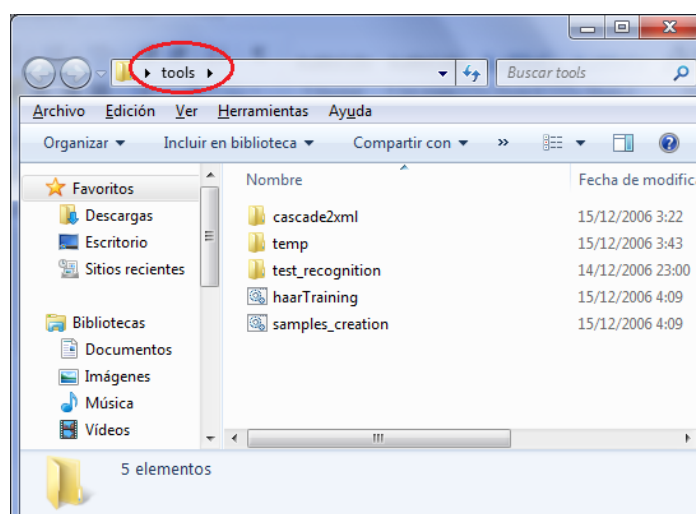 tools
Buscar tools
Archivo Edición Ver Herramientas Ayuda
Organizar Incluir en biblioteca Compartir con »
Favoritos
Descargas
Escritorio
Sitios recientes
Bibliotecas
Documentos
Imágenes
Música
Vídeos
Nombre Fecha de modific
cascade2xml 15/12/2006 3:22
temp 15/12/2006 3:43
test_recognition 14/12/2006 23:00
haarTraining 15/12/2006 4:09
samples_creation 15/12/2006 4:09
5 elementos